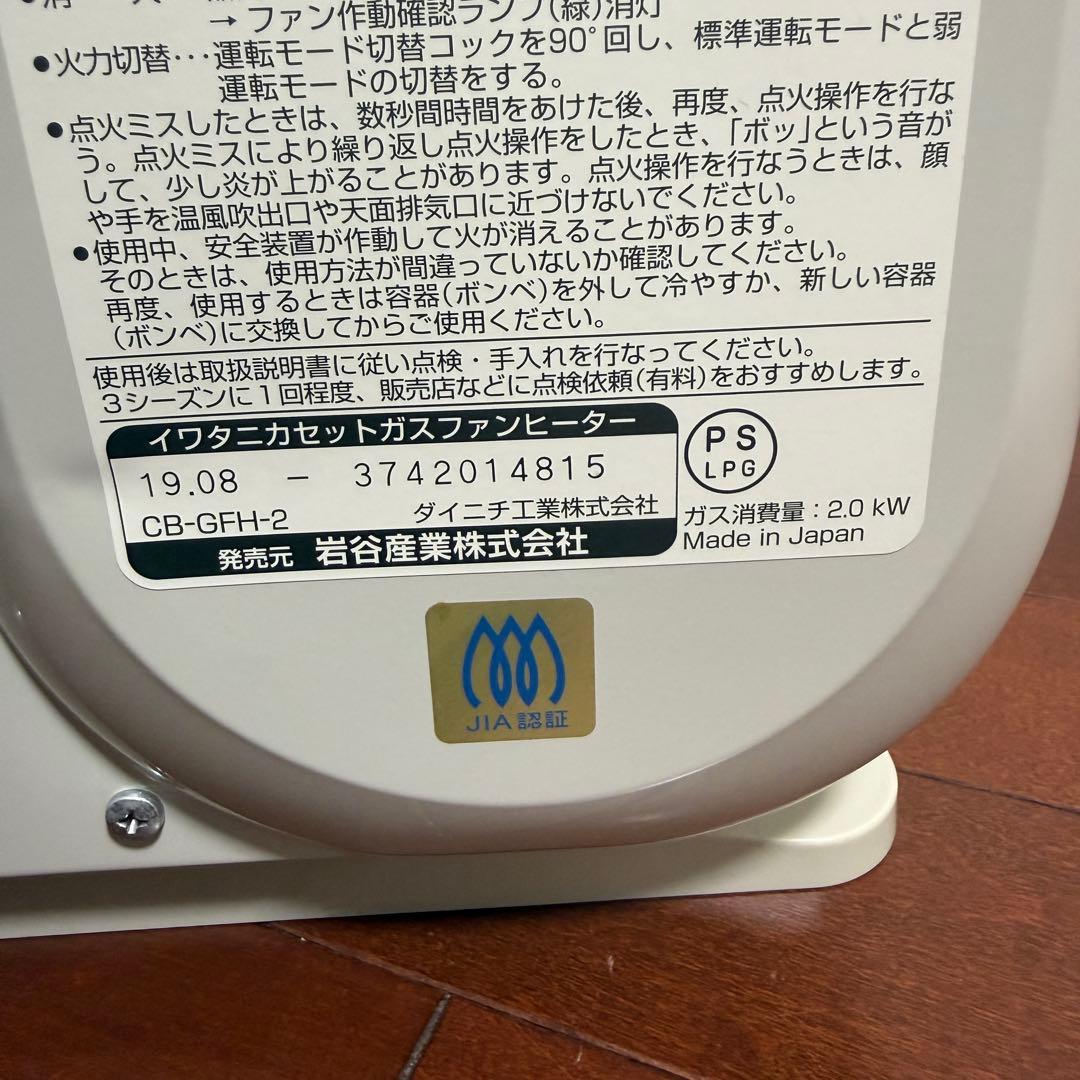 → ファン作動確認ランプ(緑)消灯
●火力切替･･･運転モード切替コックを90°回し、標準運転モードと弱
運転モードの切替をする。
●点火ミスしたときは、数秒間時間をあけた後、再度、点火操作を行な
う。点火ミスにより繰り返し点火操作をしたとき、「ボッ」という音が
して、少し炎が上がることがあります。点火操作を行なうときは、顔
や手を温風吹出口や天面排気口に近づけないでください。
●使用中、安全装置が作動して火が消えることがあります。
そのときは、使用方法が間違っていないか確認してください。
再度、使用するときは容器(ボンベ)を外して冷やすか、新しい容器
(ボンベ)に交換してからご使用ください。
使用後は取扱説明書に従い点検・手入れを行なってください。
3シーズンに1回程度、販売店などに点検依頼(有料)をおすすめします。
イワタニカセットガスファンヒーター
19.08 － 3742014815
CB-GFH-2 ダイニチ工業株式会社
発売元 岩谷産業株式会社
PS
LPG
ガス消費量：2.0 kW
Made in Japan
JIA認証